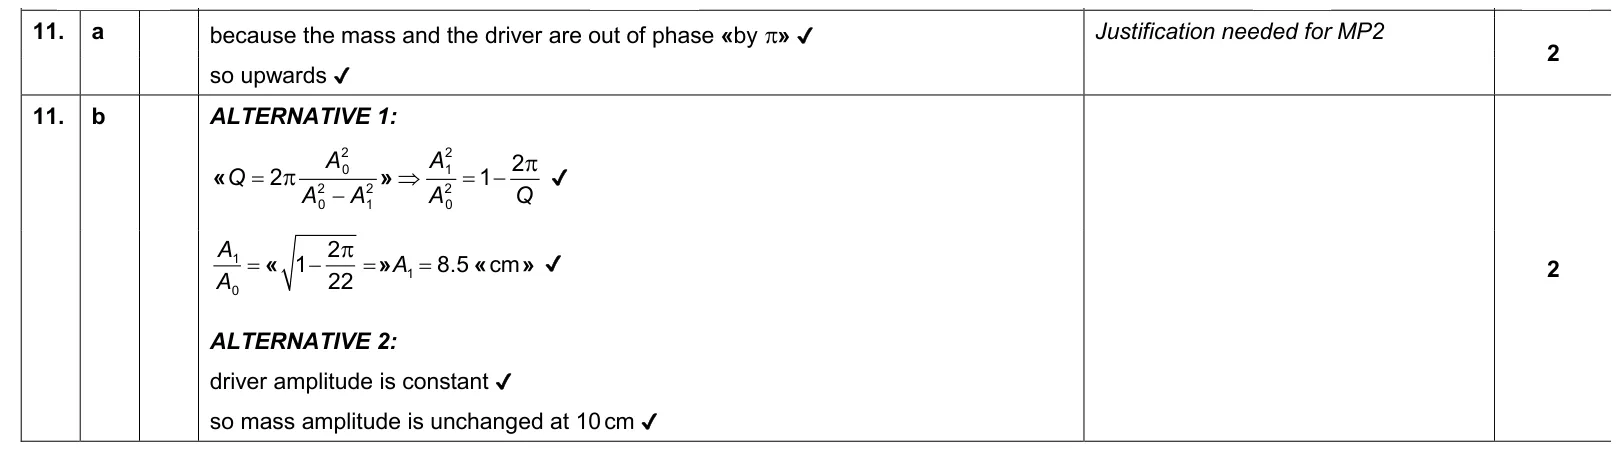 11. a because the mass and the driver are out of phase «by π» ✓ Justification needed for MP2 2
so upwards ✓
11. b ALTERNATIVE 1: 2
«Q = 2π A₀² / (A₀² − A₁²)» ⇒ A₁² / A₀² = 1 − 2π / Q ✓
A₁ / A₀ = «√(1 − 2π / 22) =» A₁ = 8.5 «cm» ✓
ALTERNATIVE 2:
driver amplitude is constant ✓
so mass amplitude is unchanged at 10 cm ✓